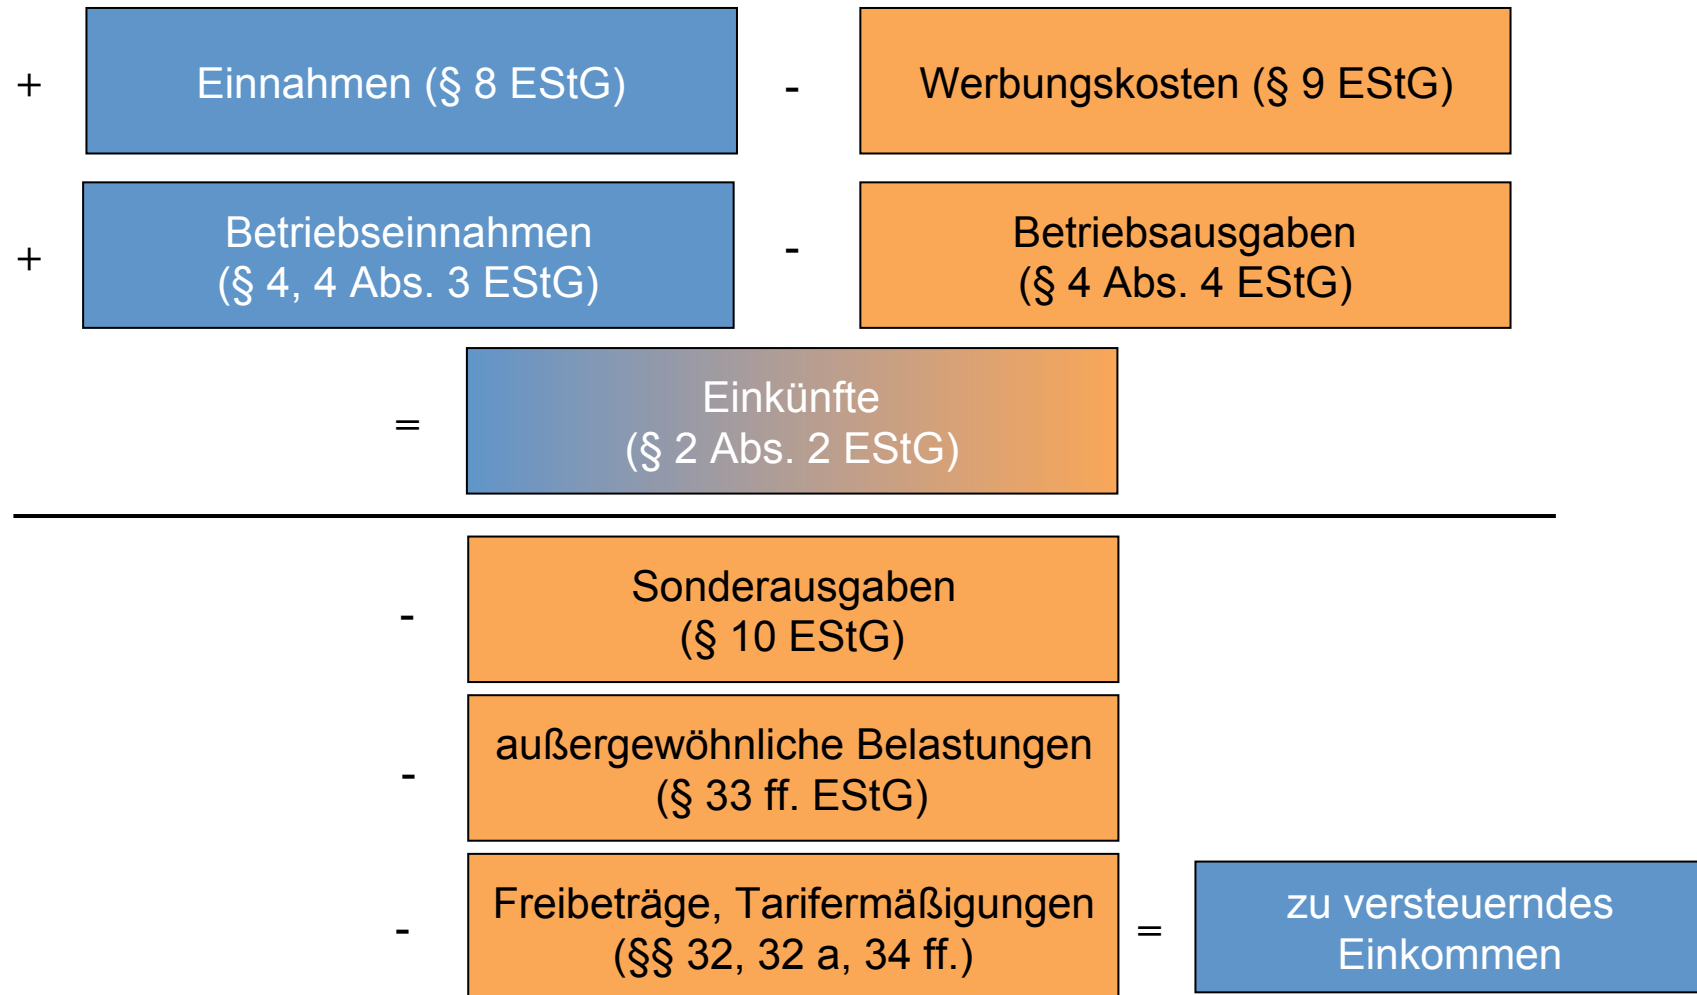 + Einnahmen (§ 8 EStG) - Werbungskosten (§ 9 EStG)
+ Betriebseinnahmen
(§ 4, 4 Abs. 3 EStG)
- Betriebsausgaben
(§ 4 Abs. 4 EStG)
= Einkünfte
(§ 2 Abs. 2 EStG)
- Sonderausgaben
(§ 10 EStG)
- außergewöhnliche Belastungen
(§ 33 ff. EStG)
- Freibeträge, Tarifermäßigungen
(§§ 32, 32 a, 34 ff.)
= zu versteuerndes
Einkommen